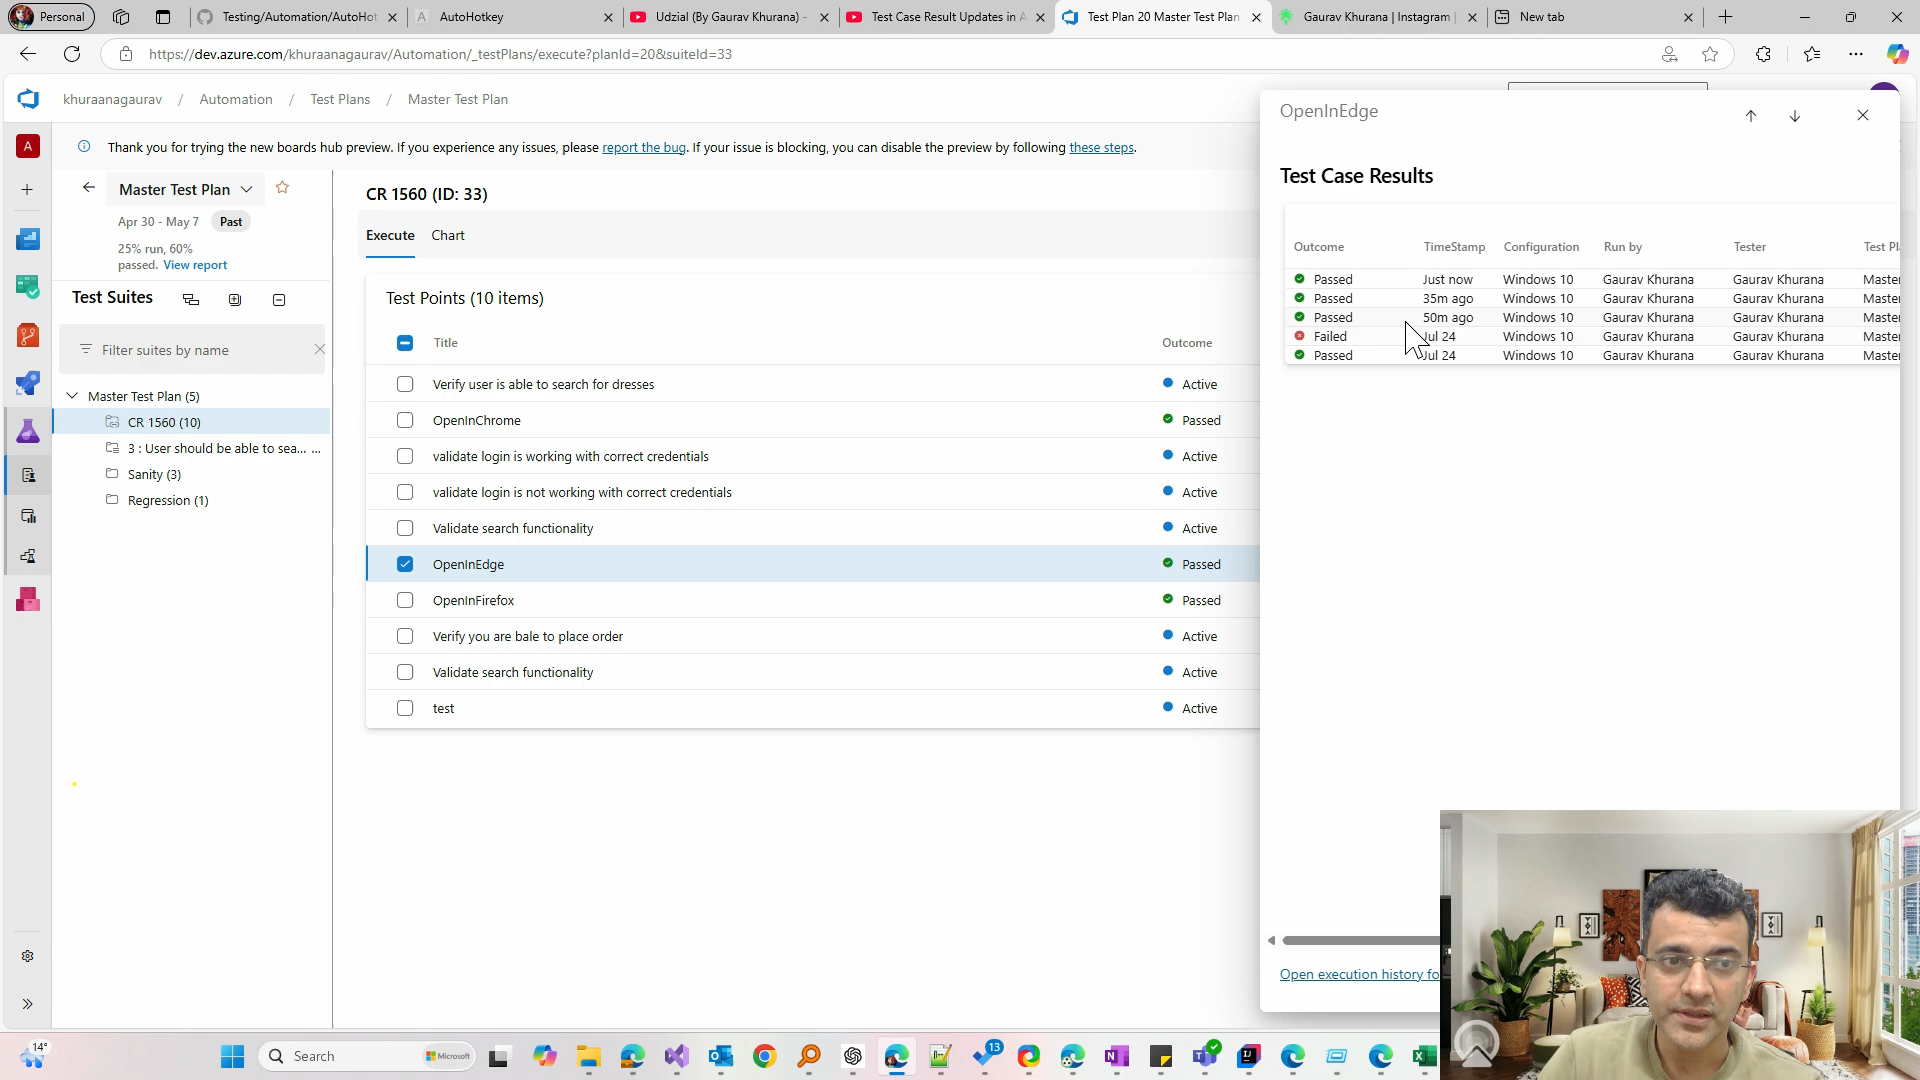 Personal
Testing/Automation/AutoHot
AutoHotkey
Udzial (By Gaurav Khurana) -
Test Case Result Updates in A
Test Plan 20 Master Test Plan
Gaurav Khurana | Instagram
New tab
https://dev.azure.com/khuraanagaurav/Automation/_testPlans/execute?planId=20&suiteId=33
khuraanagaurav / Automation / Test Plans / Master Test Plan
A
Thank you for trying the new boards hub preview. If you experience any issues, please report the bug. If your issue is blocking, you can disable the preview by following these steps.
Master Test Plan
Apr 30 - May 7 Past
25% run, 60%
passed. View report
Test Suites
Filter suites by name
Master Test Plan (5)
CR 1560 (10)
3 : User should be able to sea... ...
Sanity (3)
Regression (1)
CR 1560 (ID: 33)
Execute Chart
Test Points (10 items)
Title Outcome
Verify user is able to search for dresses Active
OpenInChrome Passed
validate login is working with correct credentials Active
validate login is not working with correct credentials Active
Validate search functionality Active
OpenInEdge Passed
OpenInFirefox Passed
Verify you are bale to place order Active
Validate search functionality Active
test Active
OpenInEdge
Test Case Results
Outcome TimeStamp Configuration Run by Tester Test Pl
Passed Just now Windows 10 Gaurav Khurana Gaurav Khurana Master
Passed 35m ago Windows 10 Gaurav Khurana Gaurav Khurana Master
Passed 50m ago Windows 10 Gaurav Khurana Gaurav Khurana Master
Failed Jul 24 Windows 10 Gaurav Khurana Gaurav Khurana Master
Passed Jul 24 Windows 10 Gaurav Khurana Gaurav Khurana Master
Open execution history fo
14°
Search
Microsoft
13